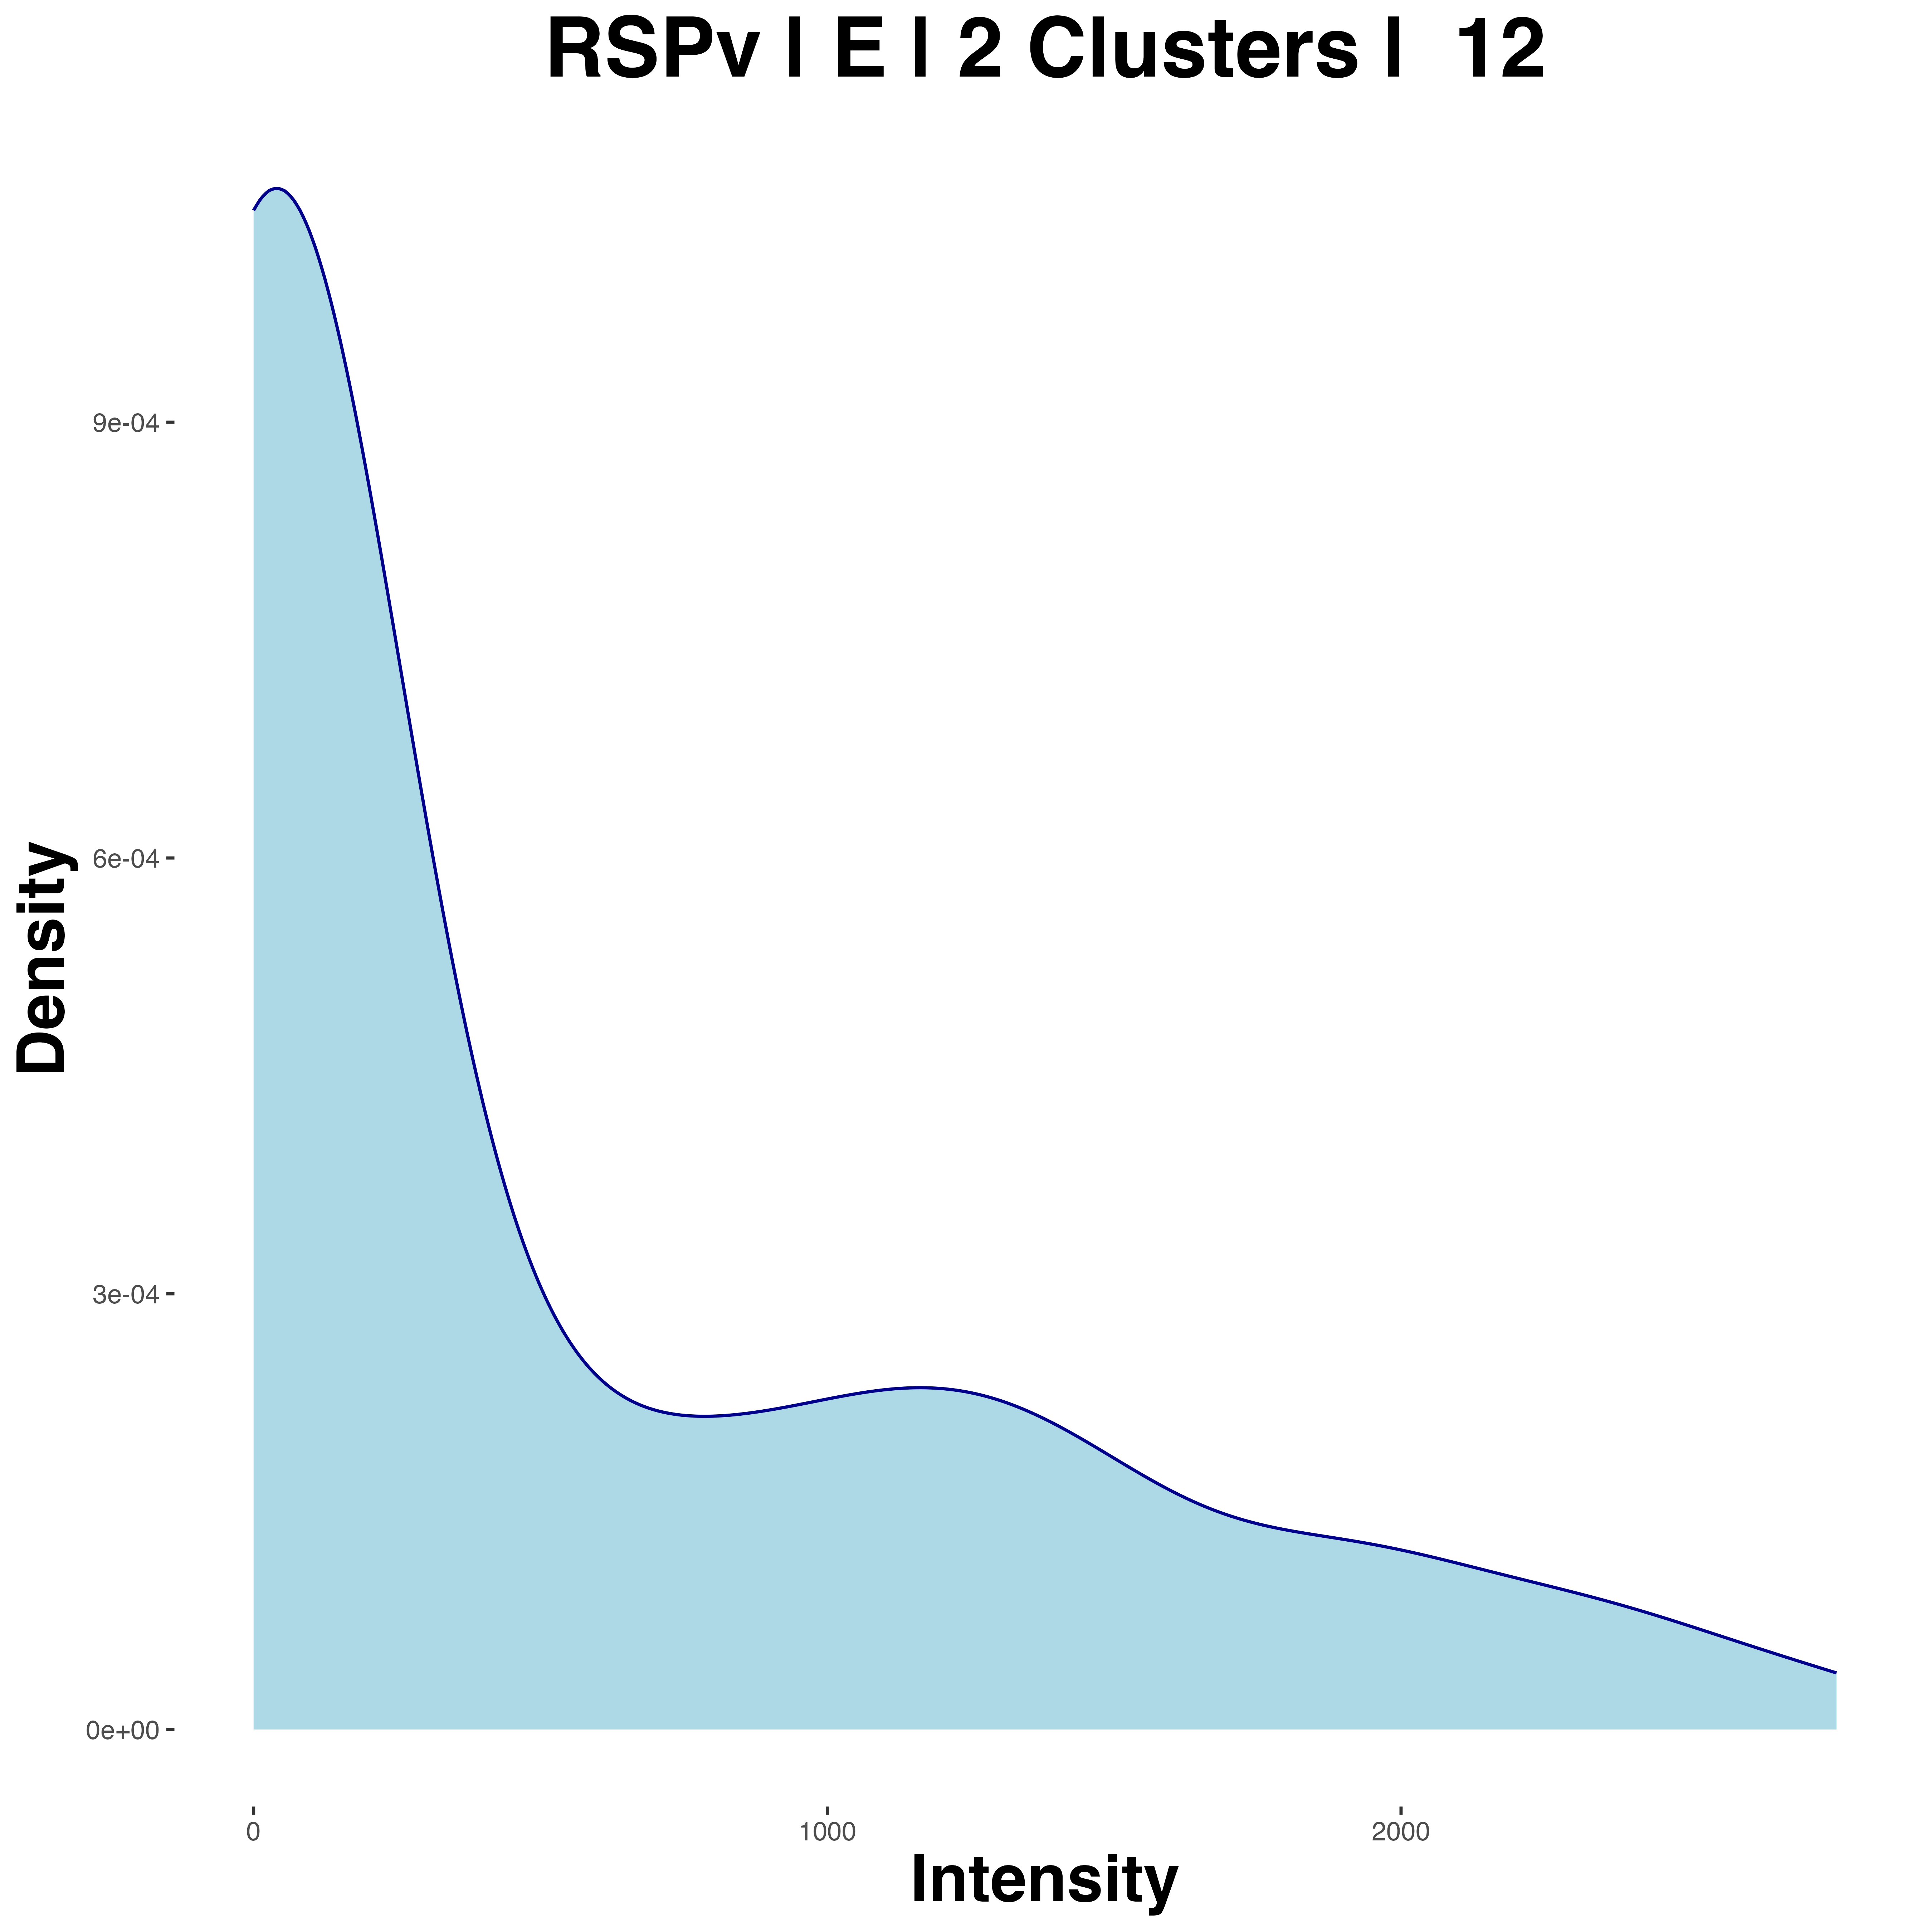 RSPv | E | 2 Clusters | 12
Density
9e-04
6e-04
3e-04
0e+00
0 1000 2000
Intensity